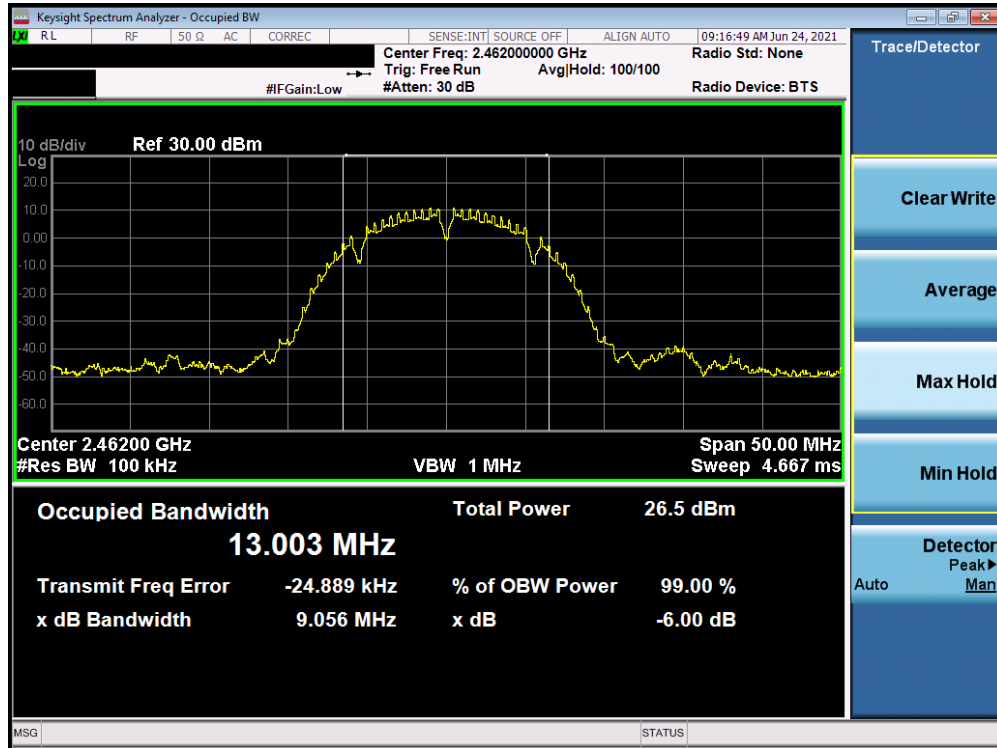 Keysight Spectrum Analyzer - Occupied BW
LXI RL RF 50 Ω AC CORREC SENSE:INT SOURCE OFF ALIGN AUTO 09:16:49 AM Jun 24, 2021
Center Freq: 2.462000000 GHz Radio Std: None
Trig: Free Run Avg|Hold: 100/100
#IFGain:Low #Atten: 30 dB Radio Device: BTS
Trace/Detector
10 dB/div Ref 30.00 dBm
Log
20.0
10.0
0.00
-10.0
-20.0
-30.0
-40.0
-50.0
-60.0
Center 2.46200 GHz Span 50.00 MHz
#Res BW 100 kHz VBW 1 MHz Sweep 4.667 ms
Occupied Bandwidth Total Power 26.5 dBm
13.003 MHz
Transmit Freq Error -24.889 kHz % of OBW Power 99.00 %
x dB Bandwidth 9.056 MHz x dB -6.00 dB
Clear Write
Average
Max Hold
Min Hold
Detector
Peak▶
Auto Man
MSG STATUS